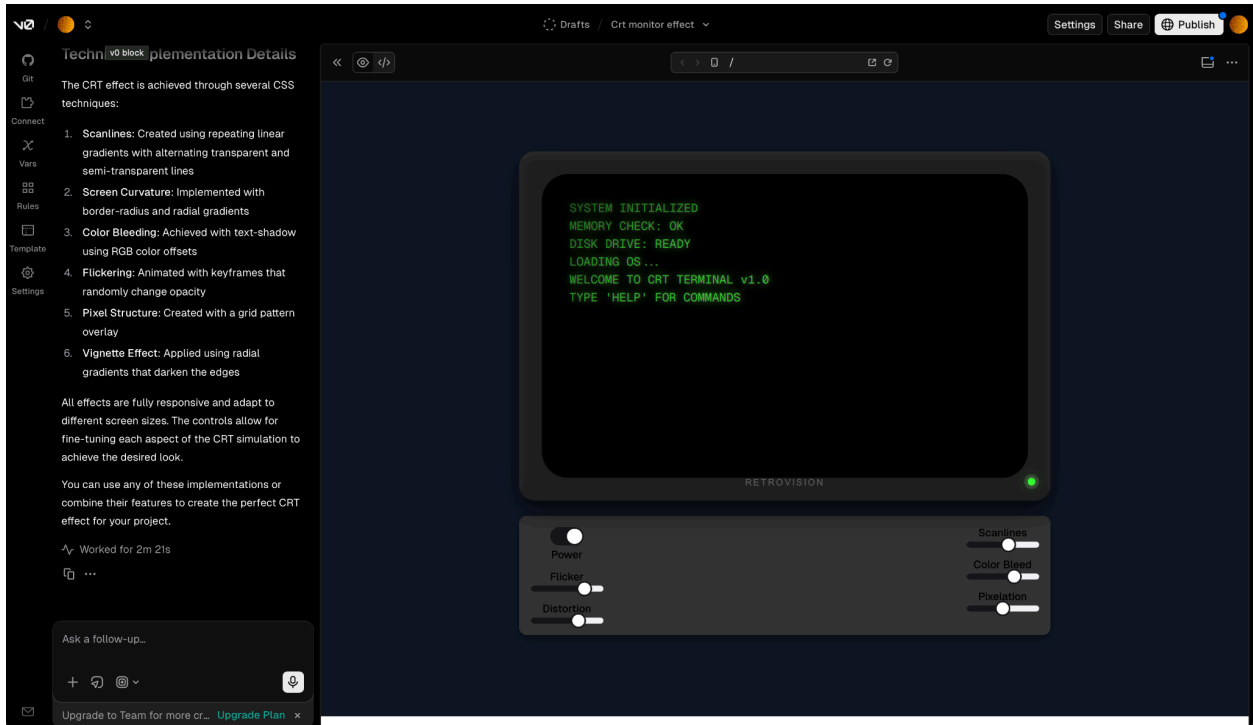 v0 / Drafts / Crt monitor effect Settings Share Publish
Git
Connect
Vars
Rules
Template
Settings
Techn v0 block plementation Details
The CRT effect is achieved through several CSS
techniques:
1. Scanlines: Created using repeating linear
gradients with alternating transparent and
semi-transparent lines
2. Screen Curvature: Implemented with
border-radius and radial gradients
3. Color Bleeding: Achieved with text-shadow
using RGB color offsets
4. Flickering: Animated with keyframes that
randomly change opacity
5. Pixel Structure: Created with a grid pattern
overlay
6. Vignette Effect: Applied using radial
gradients that darken the edges
All effects are fully responsive and adapt to
different screen sizes. The controls allow for
fine-tuning each aspect of the CRT simulation to
achieve the desired look.
You can use any of these implementations or
combine their features to create the perfect CRT
effect for your project.
Worked for 2m 21s
Ask a follow-up...
Upgrade to Team for more cr... Upgrade Plan ×
/
SYSTEM INITIALIZED
MEMORY CHECK: OK
DISK DRIVE: READY
LOADING OS...
WELCOME TO CRT TERMINAL v1.0
TYPE 'HELP' FOR COMMANDS
RETROVISION
Power
Flicker
Distortion
Scanlines
Color Bleed
Pixelation